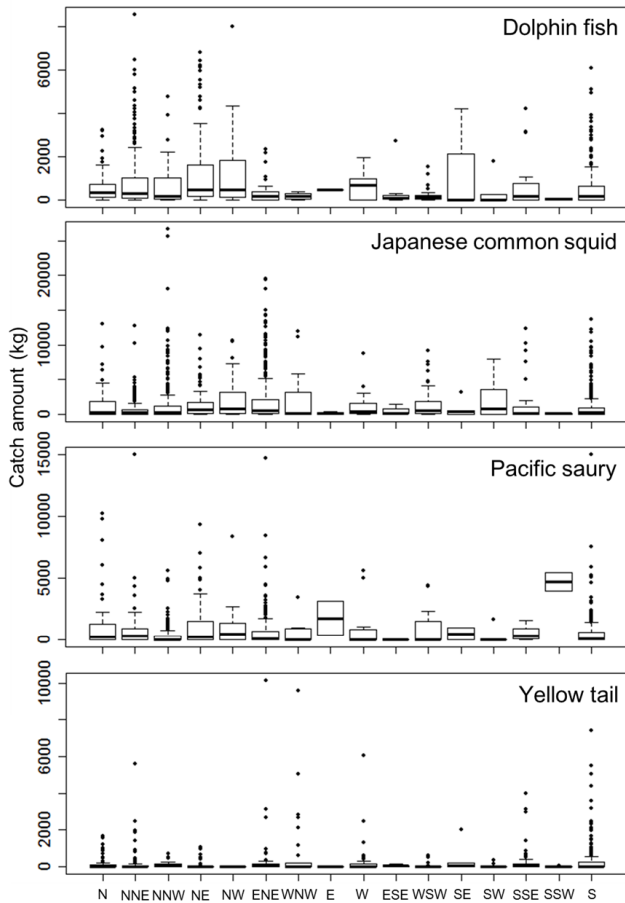 Dolphin fish
0 2000 6000
Japanese common squid
0 5000 10000 20000
Catch amount (kg)
Pacific saury
0 5000 10000 15000
Yellow tail
0 2000 6000 10000
N NNE NNW NE NW ENE WNW E W ESE WSW SE SW SSE SSW S